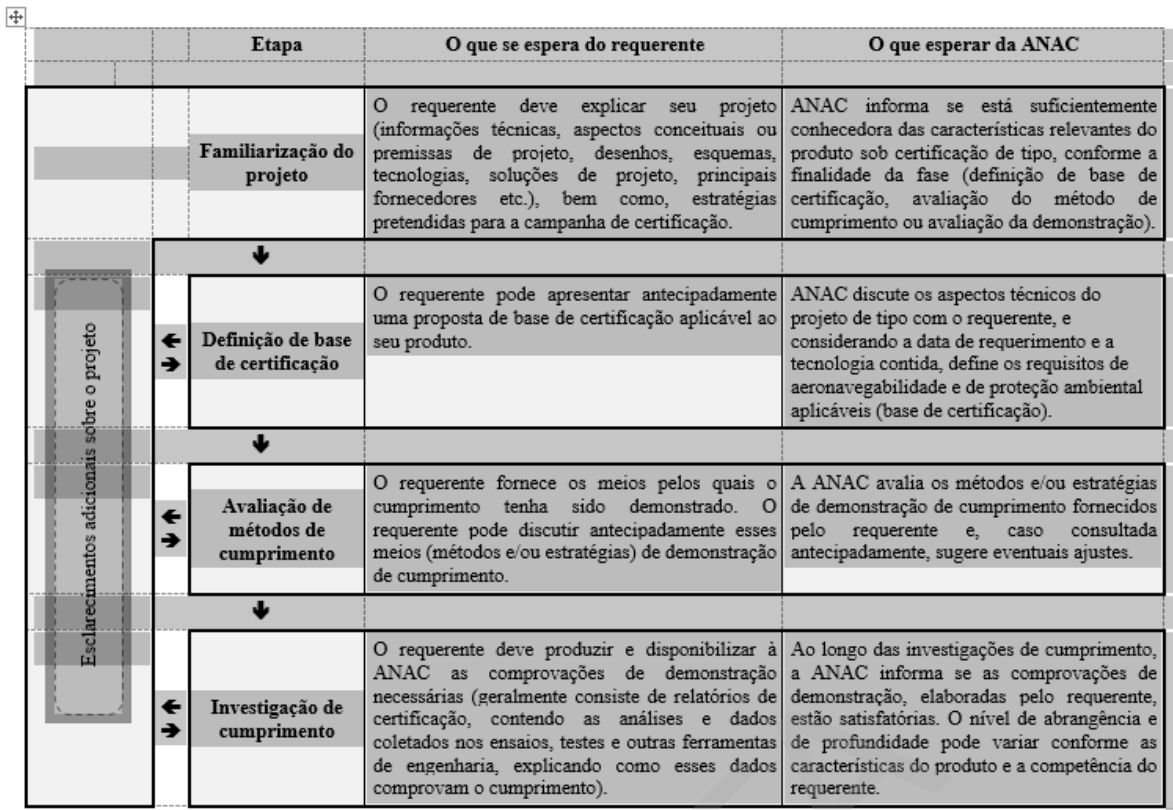 Etapa
O que se espera do requerente
O que esperar da ANAC
Familiarização do
projeto
O requerente deve explicar seu projeto
(informações técnicas, aspectos conceituais ou
premissas de projeto, desenhos, esquemas,
tecnologias, soluções de projeto, principais
fornecedores etc.), bem como, estratégias
pretendidas para a campanha de certificação.
ANAC informa se está suficientemente
conhecedora das características relevantes do
produto sob certificação de tipo, conforme a
finalidade da fase (definição de base de
certificação, avaliação do método de
cumprimento ou avaliação da demonstração).
Esclarecimentos adicionais sobre o projeto
Definição de base
de certificação
O requerente pode apresentar antecipadamente
uma proposta de base de certificação aplicável ao
seu produto.
ANAC discute os aspectos técnicos do
projeto de tipo com o requerente, e
considerando a data de requerimento e a
tecnologia contida, define os requisitos de
aeronavegabilidade e de proteção ambiental
aplicáveis (base de certificação).
Avaliação de
métodos de
cumprimento
O requerente fornece os meios pelos quais o
cumprimento tenha sido demonstrado. O
requerente pode discutir antecipadamente esses
meios (métodos e/ou estratégias) de demonstração
de cumprimento.
A ANAC avalia os métodos e/ou estratégias
de demonstração de cumprimento fornecidos
pelo requerente e, caso consultada
antecipadamente, sugere eventuais ajustes.
Investigação de
cumprimento
O requerente deve produzir e disponibilizar à
ANAC as comprovações de demonstração
necessárias (geralmente consiste de relatórios de
certificação, contendo as análises e dados
coletados nos ensaios, testes e outras ferramentas
de engenharia, explicando como esses dados
comprovam o cumprimento).
Ao longo das investigações de cumprimento,
a ANAC informa se as comprovações de
demonstração, elaboradas pelo requerente,
estão satisfatórias. O nível de abrangência e
de profundidade pode variar conforme as
características do produto e a competência do
requerente.